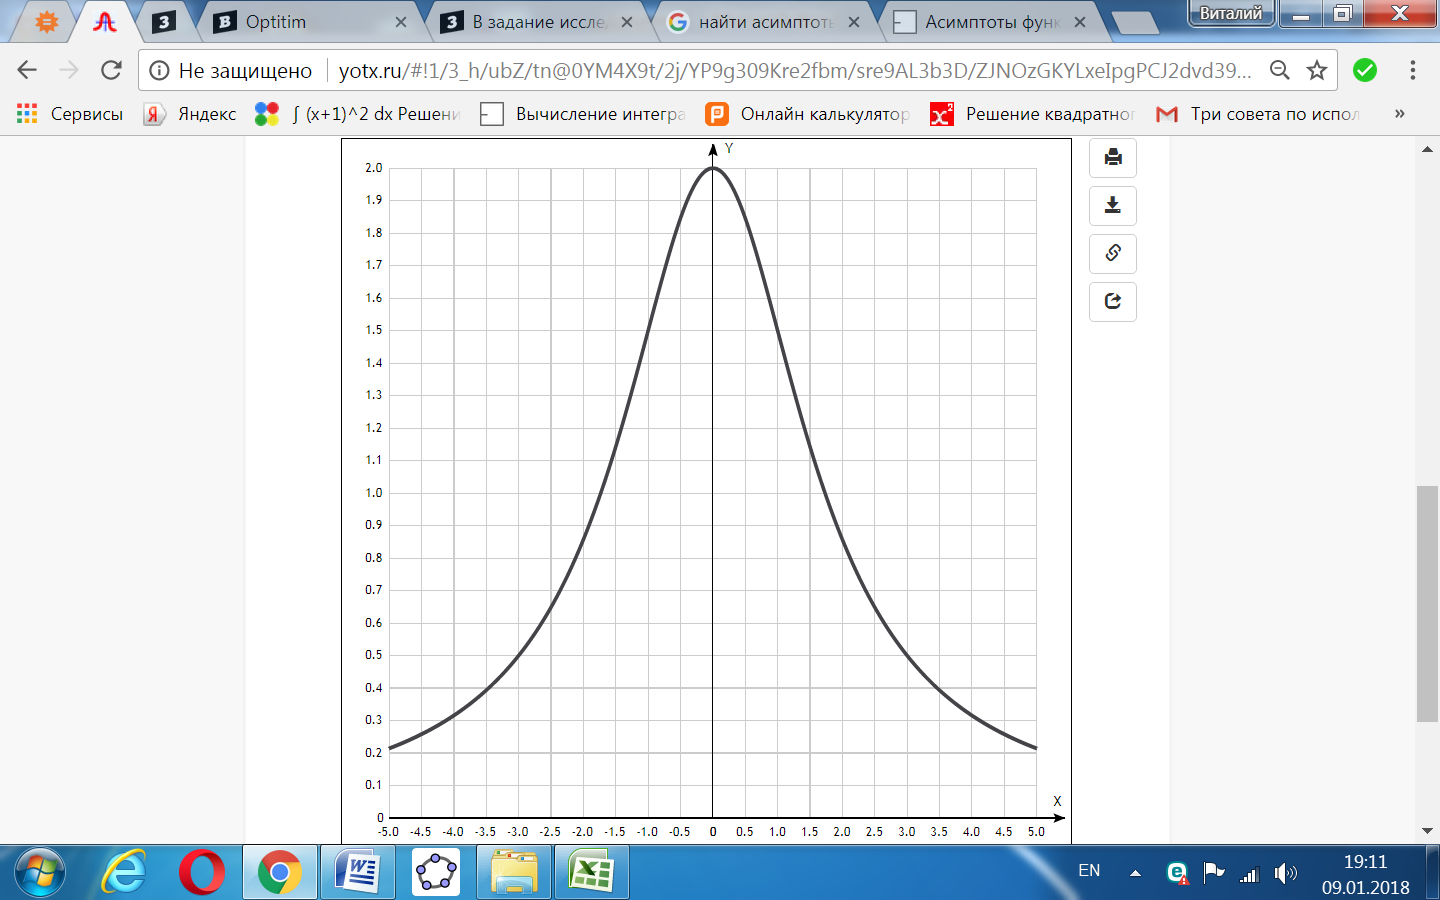 Optitim
В задание иссле
найти асимптоты
Асимптоты функ
Виталий
Не защищено
yotx.ru/#!1/3_h/ubZ/tn@0YM4X9t/2j/YP9g309Kre2fbm/sre9AL3b3D/ZJNOzGKYLxeIpgPCJ2dvd39...
Сервисы
Яндекс
∫ (x+1)^2 dx Решени
Вычисление интегра
Онлайн калькулятор
Решение квадратног
Три совета по испол
»
Y
2.0
1.9
1.8
1.7
1.6
1.5
1.4
1.3
1.2
1.1
1.0
0.9
0.8
0.7
0.6
0.5
0.4
0.3
0.2
0.1
0
X
-5.0 -4.5 -4.0 -3.5 -3.0 -2.5 -2.0 -1.5 -1.0 -0.5 0 0.5 1.0 1.5 2.0 2.5 3.0 3.5 4.0 4.5 5.0
EN
19:11
09.01.2018